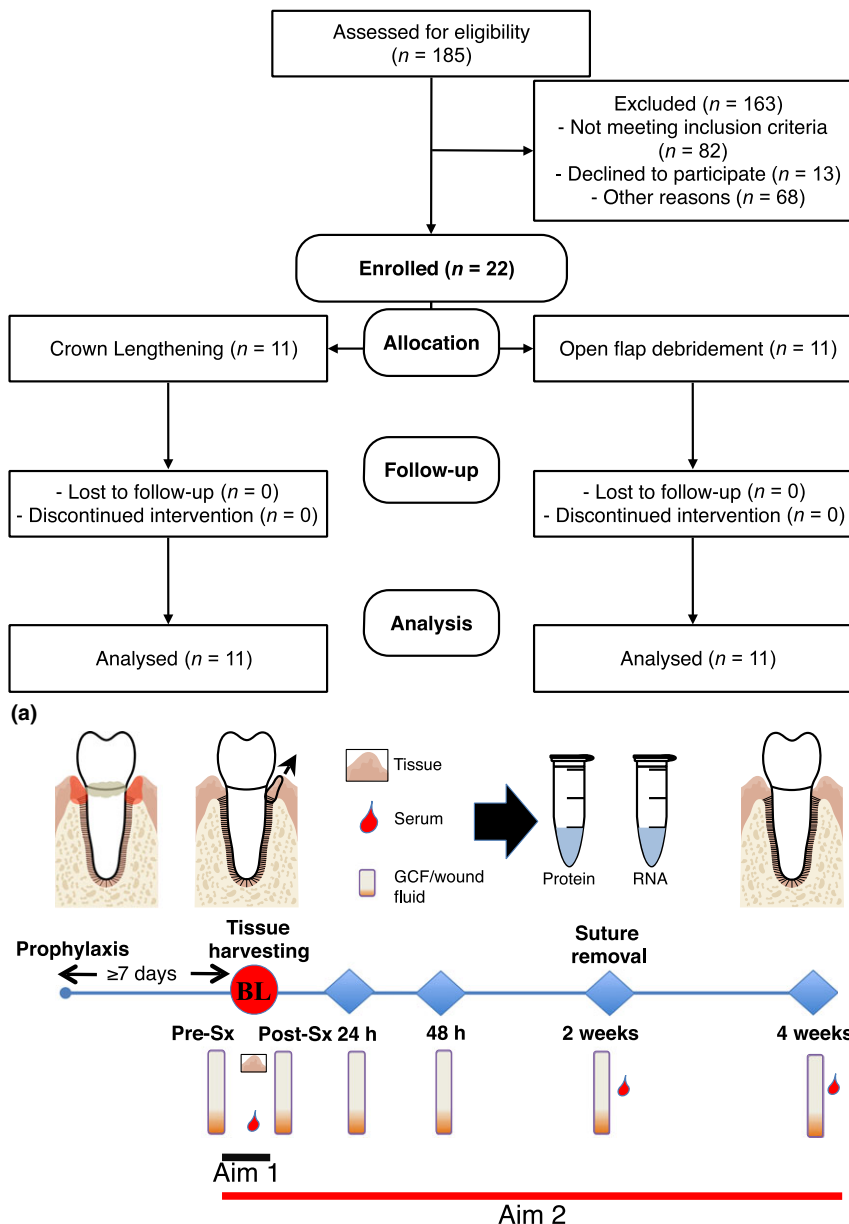 Assessed for eligibility
(n = 185)
Excluded (n = 163)
- Not meeting inclusion criteria
(n = 82)
- Declined to participate (n = 13)
- Other reasons (n = 68)
Enrolled (n = 22)
Crown Lengthening (n = 11)
Allocation
Open flap debridement (n = 11)
- Lost to follow-up (n = 0)
- Discontinued intervention (n = 0)
Follow-up
- Lost to follow-up (n = 0)
- Discontinued intervention (n = 0)
Analysis
Analysed (n = 11)
Analysed (n = 11)
(a)
Tissue
Serum
GCF/wound
fluid
Protein
RNA
Prophylaxis
≥7 days
Tissue
harvesting
BL
Suture
removal
Pre-Sx
Post-Sx
24 h
48 h
2 weeks
4 weeks
Aim 1
Aim 2